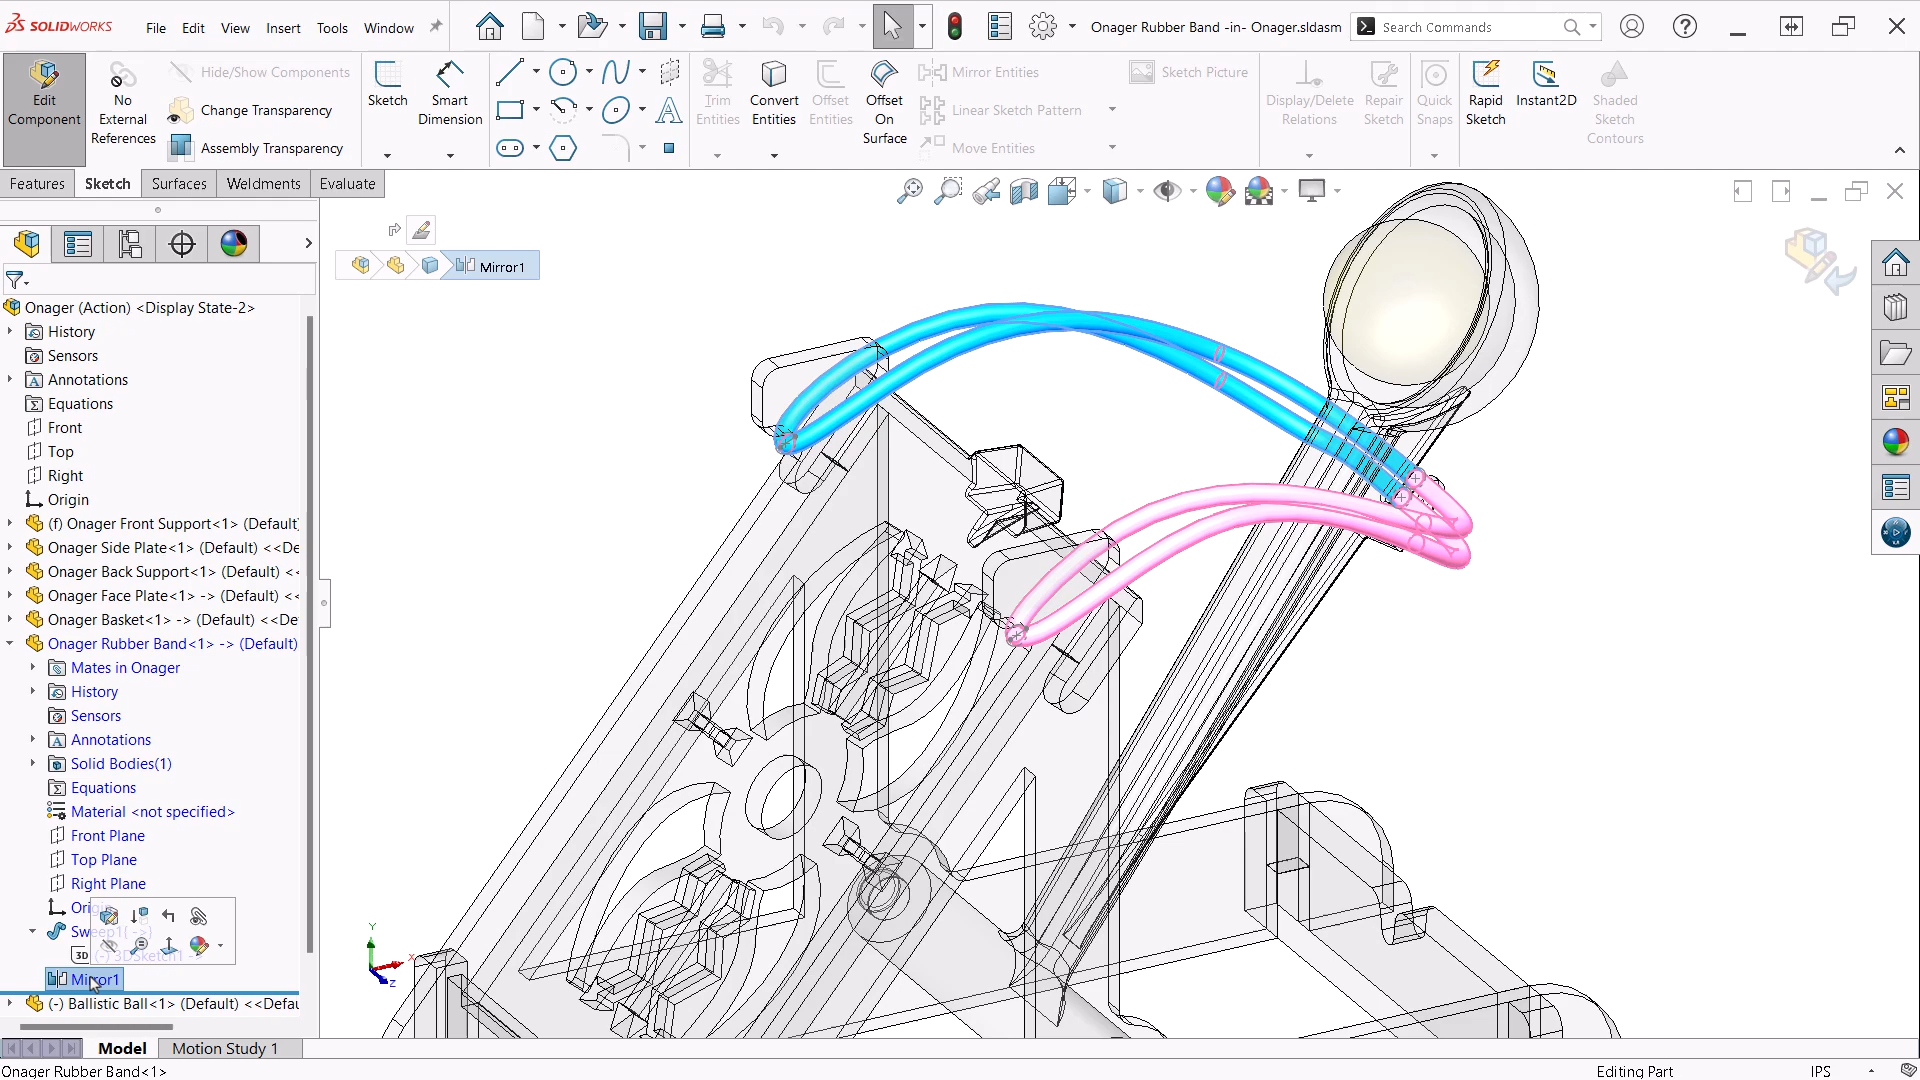 SOLIDWORKS
File Edit View Insert Tools Window
Onager Rubber Band -in- Onager.sldasm
Search Commands
Edit Component
No External References
Hide/Show Components
Change Transparency
Assembly Transparency
Sketch
Smart Dimension
Trim Entities
Convert Entities
Offset Entities
Offset On Surface
Mirror Entities
Linear Sketch Pattern
Move Entities
Sketch Picture
Display/Delete Relations
Repair Sketch
Quick Snaps
Rapid Sketch
Instant2D
Shaded Sketch Contours
Features Sketch Surfaces Weldments Evaluate
Mirror1
Onager (Action) <Display State-2>
History
Sensors
Annotations
Equations
Front
Top
Right
Origin
(f) Onager Front Support<1> (Default)
Onager Side Plate<1> (Default) <<De
Onager Back Support<1> (Default) <<
Onager Face Plate<1> -> (Default) <<
Onager Basket<1> -> (Default) <<De
Onager Rubber Band<1> -> (Default)
Mates in Onager
History
Sensors
Annotations
Solid Bodies(1)
Equations
Material <not specified>
Front Plane
Top Plane
Right Plane
Origin
Sweep1( ->)
3D (-) 3DSketch1 ->
Mirror1
(-) Ballistic Ball<1> (Default) <<Defau
Y
X
Z
Model Motion Study 1
Onager Rubber Band<1>
Editing Part
IPS